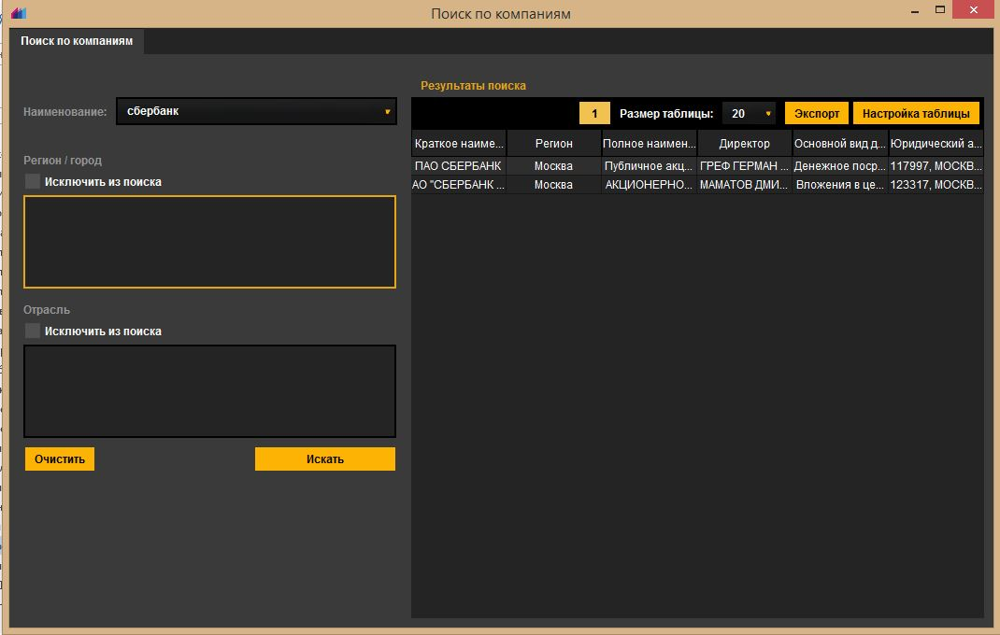 Поиск по компаниям
Поиск по компаниям
Наименование: сбербанк
Регион / город
Исключить из поиска
Отрасль
Исключить из поиска
Очистить Искать
Результаты поиска
1 Размер таблицы: 20 Экспорт Настройка таблицы
Краткое наиме... Регион Полное наимен... Директор Основной вид д... Юридический а...
ПАО СБЕРБАНК Москва Публичное акц... ГРЕФ ГЕРМАН ... Денежное поср... 117997, МОСКВ...
АО "СБЕРБАНК ... Москва АКЦИОНЕРНО... МАМАТОВ ДМИ... Вложения в це... 123317, МОСКВ...